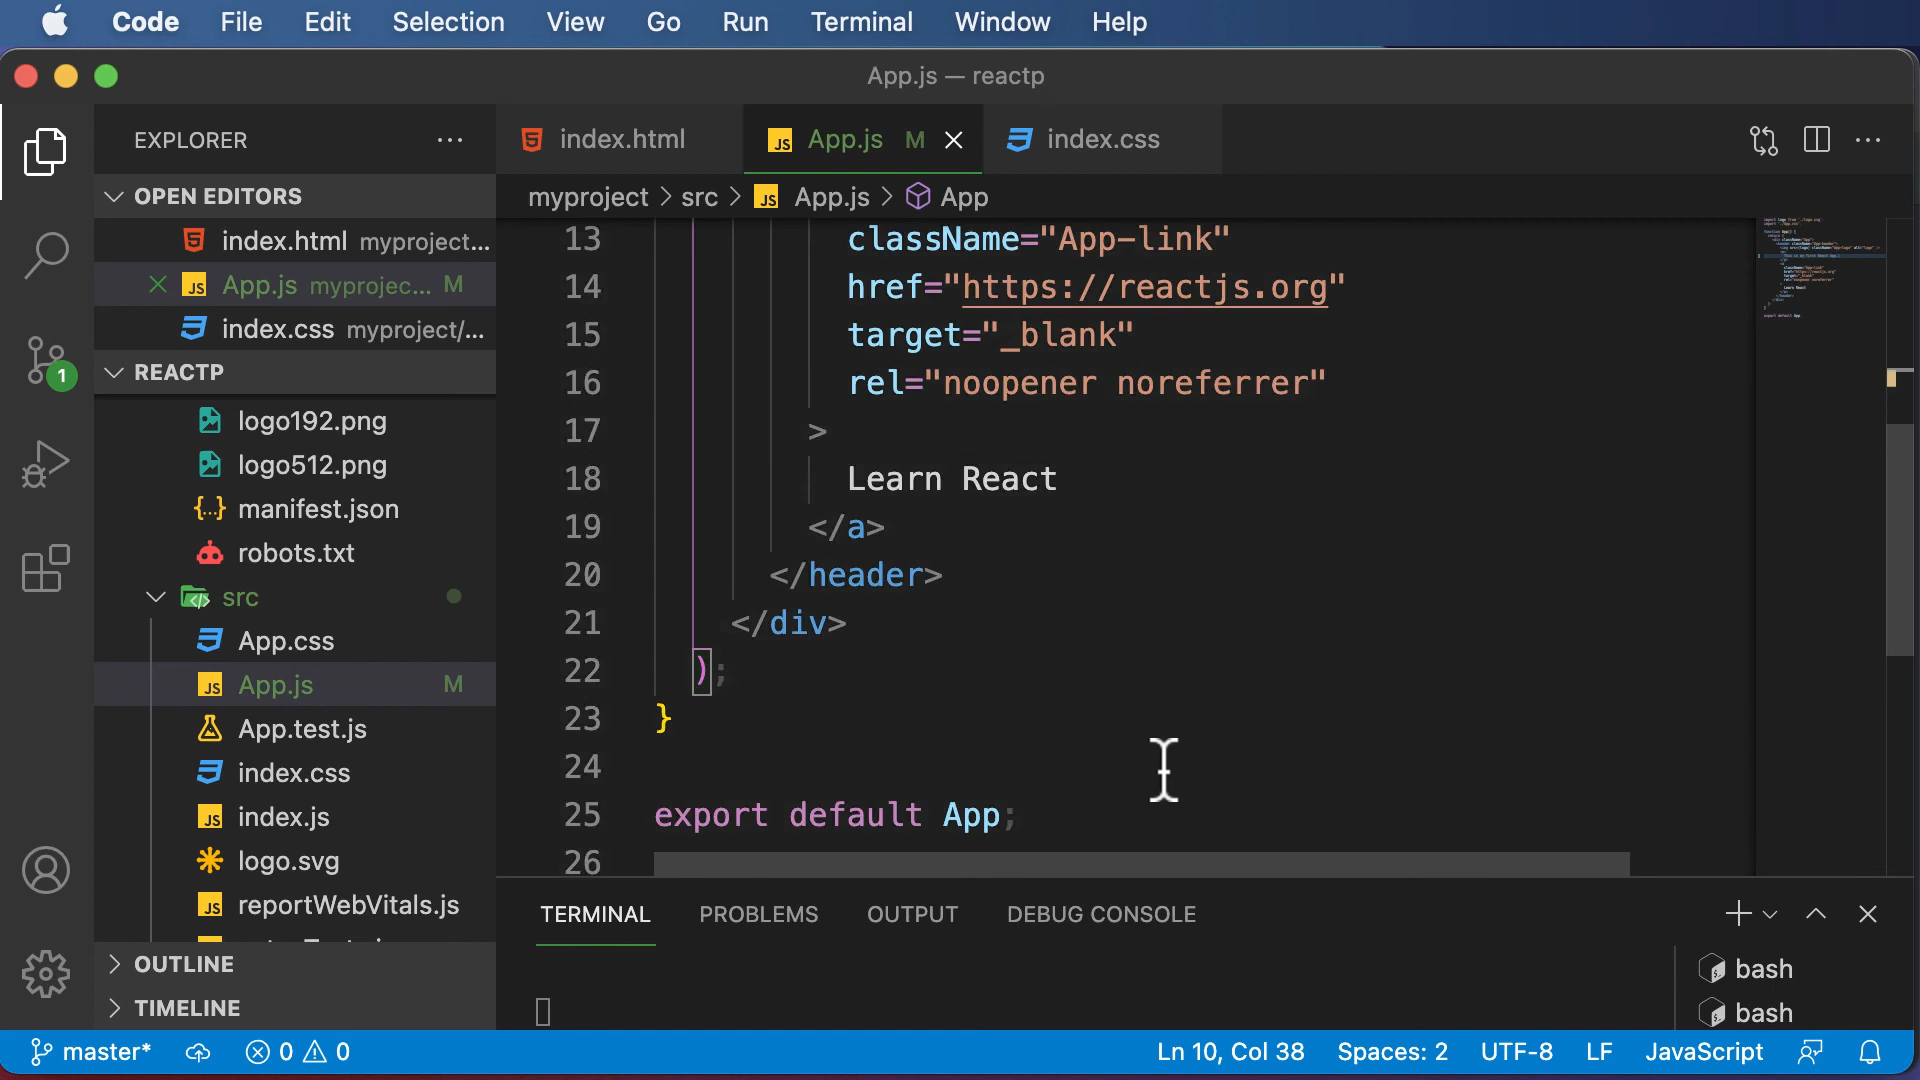 Code File Edit Selection View Go Run Terminal Window Help
App.js — reactp
EXPLORER
index.html
App.js M
index.css
OPEN EDITORS
index.html myproject...
App.js myprojec... M
index.css myproject/...
REACTP
logo192.png
logo512.png
manifest.json
robots.txt
src
App.css
App.js M
App.test.js
index.css
index.js
logo.svg
reportWebVitals.js
OUTLINE
TIMELINE
1
myproject > src > JS App.js > App
13 className="App-link"
14 href="https://reactjs.org"
15 target="_blank"
16 rel="noopener noreferrer"
17 >
18 Learn React
19 </a>
20 </header>
21 </div>
22 );
23 }
24
25 export default App;
26
TERMINAL PROBLEMS OUTPUT DEBUG CONSOLE
bash
bash
master* 0 0 Ln 10, Col 38 Spaces: 2 UTF-8 LF JavaScript